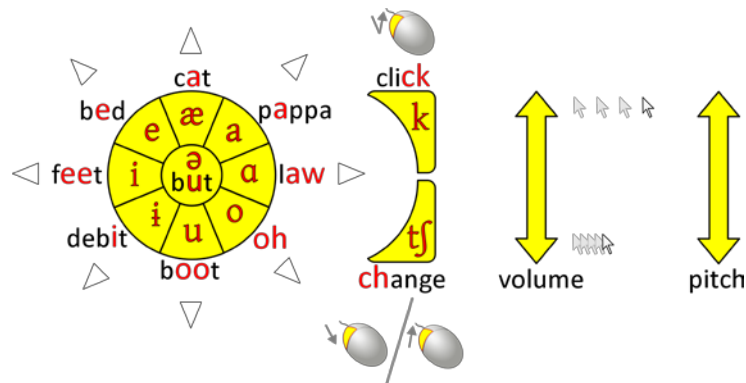 cat
click
bed
æ
pappa
e
a
k
feet
i
ə
but
ɑ
law
debit
ɨ
u
o
oh
tʃ
boot
change
volume
pitch